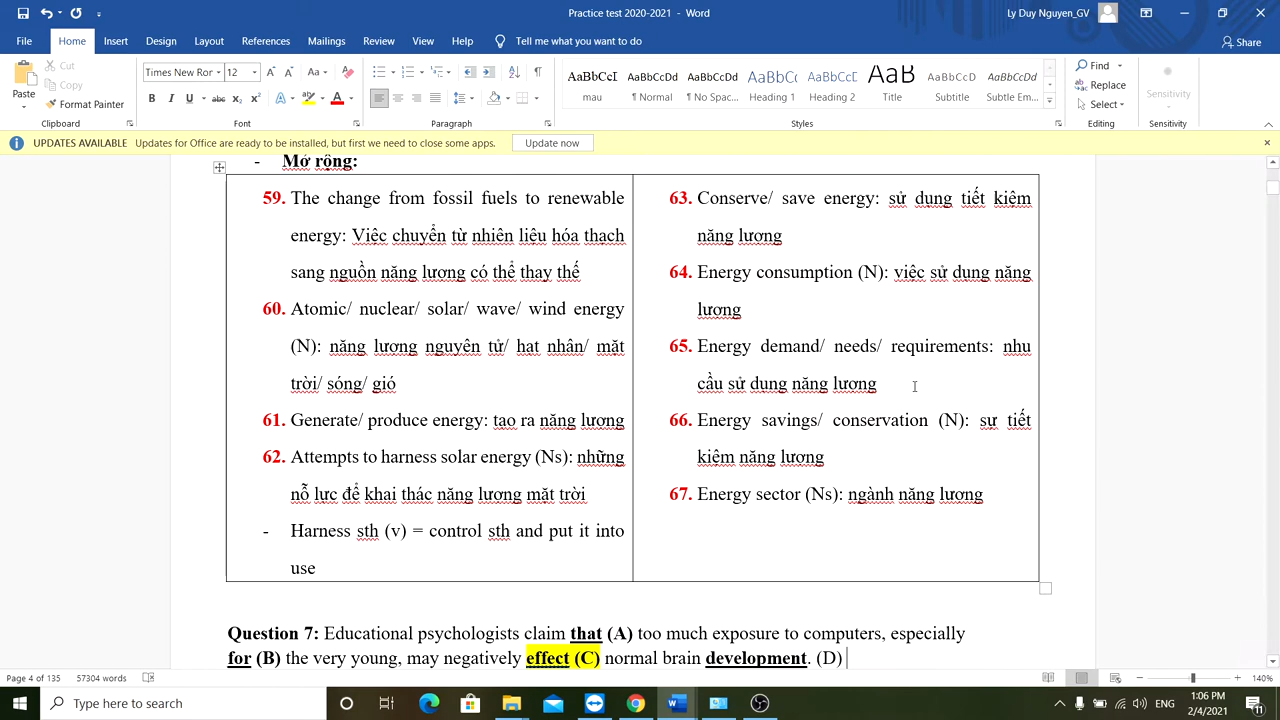 Practice test 2020-2021 - Word
Ly Duy Nguyen_GV
File Home Insert Design Layout References Mailings Review View Help Tell me what you want to do Share
Paste
Cut
Copy
Format Painter
Times New Ror 12
Aa
B I U abc x₂ x²
AaBbCcI AaBbCcDd AaBbCcDd AaBbCc AaBbCcC AaB AaBbCcD AaBbCcDd
mau ¶ Normal ¶ No Spac... Heading 1 Heading 2 Title Subtitle Subtle Em...
Find
Replace
Select
Sensitivity
Clipboard Font Paragraph Styles Editing Sensitivity
UPDATES AVAILABLE Updates for Office are ready to be installed, but first we need to close some apps. Update now
- Mở rộng:
59. The change from fossil fuels to renewable
energy: Việc chuyển từ nhiên liệu hóa thạch
sang nguồn năng lượng có thể thay thế
60. Atomic/ nuclear/ solar/ wave/ wind energy
(N): năng lượng nguyên tử/ hạt nhân/ mặt
trời/ sóng/ gió
61. Generate/ produce energy: tạo ra năng lượng
62. Attempts to harness solar energy (Ns): những
nỗ lực để khai thác năng lượng mặt trời
- Harness sth (v) = control sth and put it into
use
63. Conserve/ save energy: sử dụng tiết kiệm
năng lượng
64. Energy consumption (N): việc sử dụng năng
lượng
65. Energy demand/ needs/ requirements: nhu
cầu sử dụng năng lượng
66. Energy savings/ conservation (N): sự tiết
kiệm năng lượng
67. Energy sector (Ns): ngành năng lượng
Question 7: Educational psychologists claim that (A) too much exposure to computers, especially
for (B) the very young, may negatively effect (C) normal brain development. (D)
Page 4 of 135 57304 words 140%
Type here to search
ENG
1:06 PM
2/4/2021
11